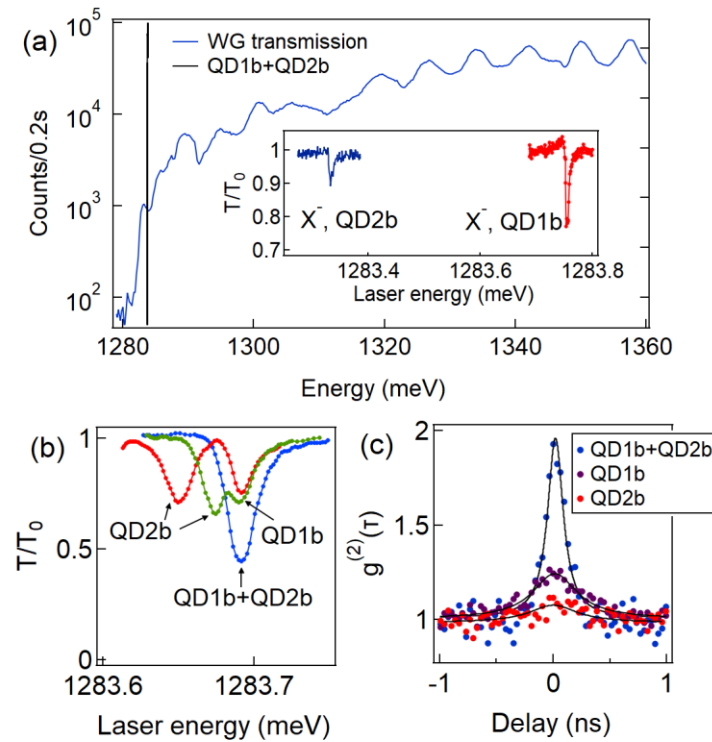 (a)
WG transmission
QD1b+QD2b
Counts/0.2s
10^5
10^4
10^3
10^2
T/T_0
1
0.9
0.8
0.7
X^-, QD2b
X^-, QD1b
1283.4 1283.6 1283.8
Laser energy (meV)
1280 1300 1320 1340 1360
Energy (meV)
(b)
T/T_0
1
0.5
0
QD2b
QD1b
QD1b+QD2b
1283.6 1283.7
Laser energy (meV)
(c)
g^(2)(τ)
2
1.5
1
QD1b+QD2b
QD1b
QD2b
-1 0 1
Delay (ns)